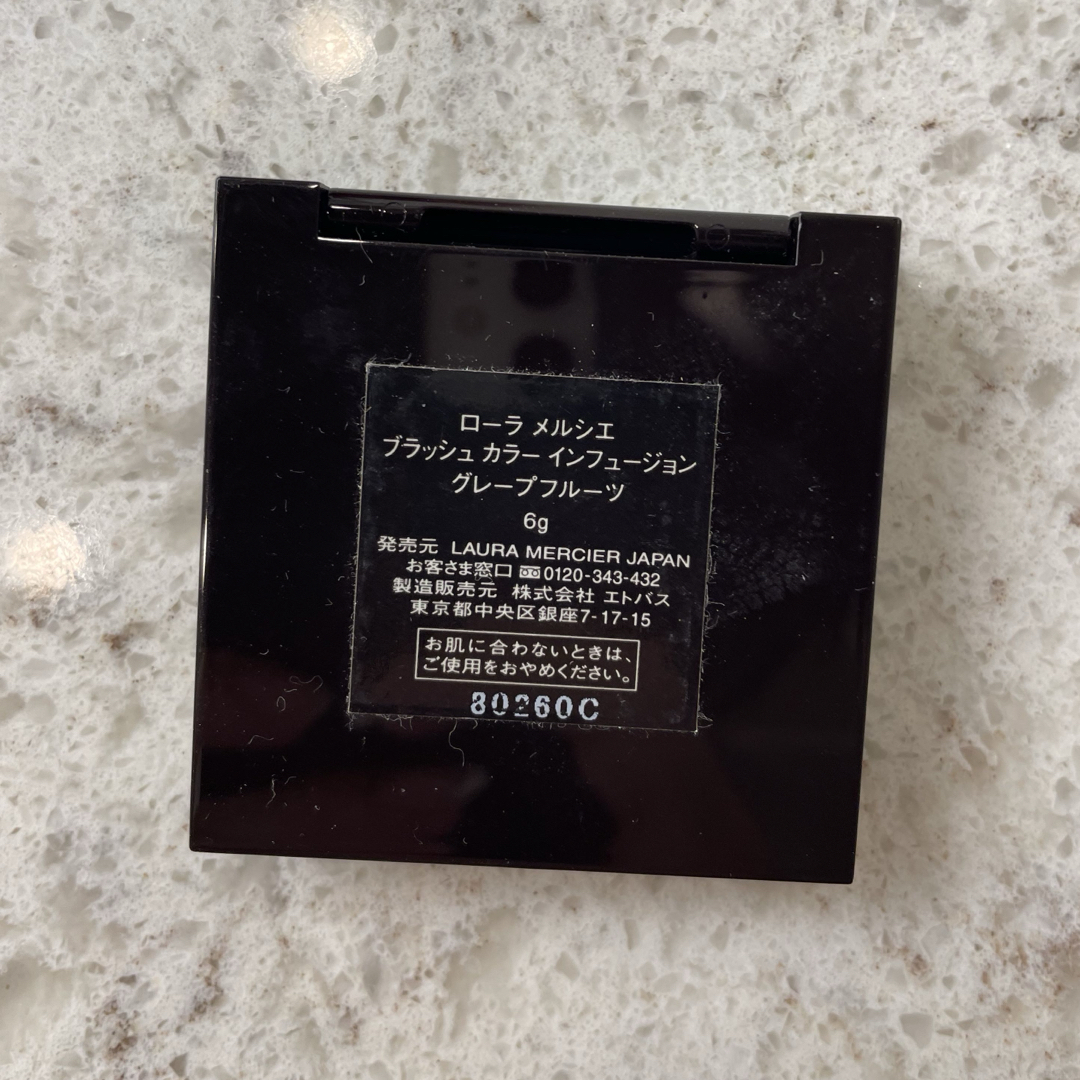 ローラ メルシエ
ブラッシュ カラー インフュージョン
グレープフルーツ
6g
発売元 LAURA MERCIER JAPAN
お客さま窓口 0120-343-432
製造販売元 株式会社 エトバス
東京都中央区銀座7-17-15
お肌に合わないときは、
ご使用をおやめください。
80260C